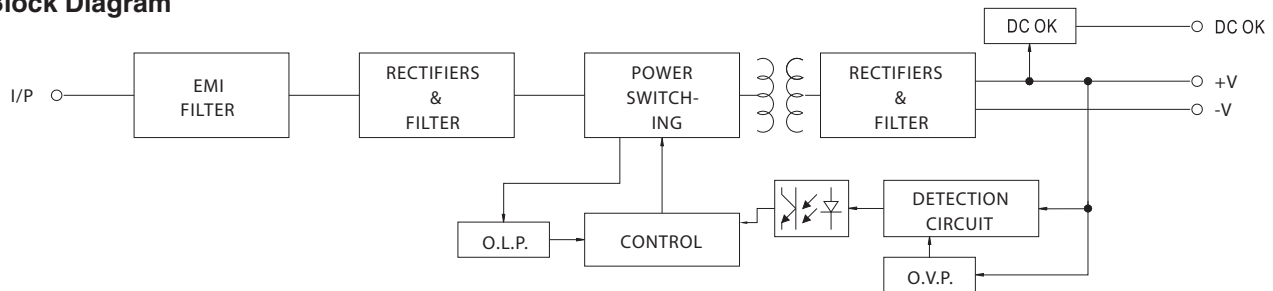 Block Diagram
DC OK
DC OK
I/P
EMI
FILTER
RECTIFIERS
&
FILTER
POWER
SWITCH-
ING
RECTIFIERS
&
FILTER
+V
-V
O.L.P.
CONTROL
DETECTION
CIRCUIT
O.V.P.